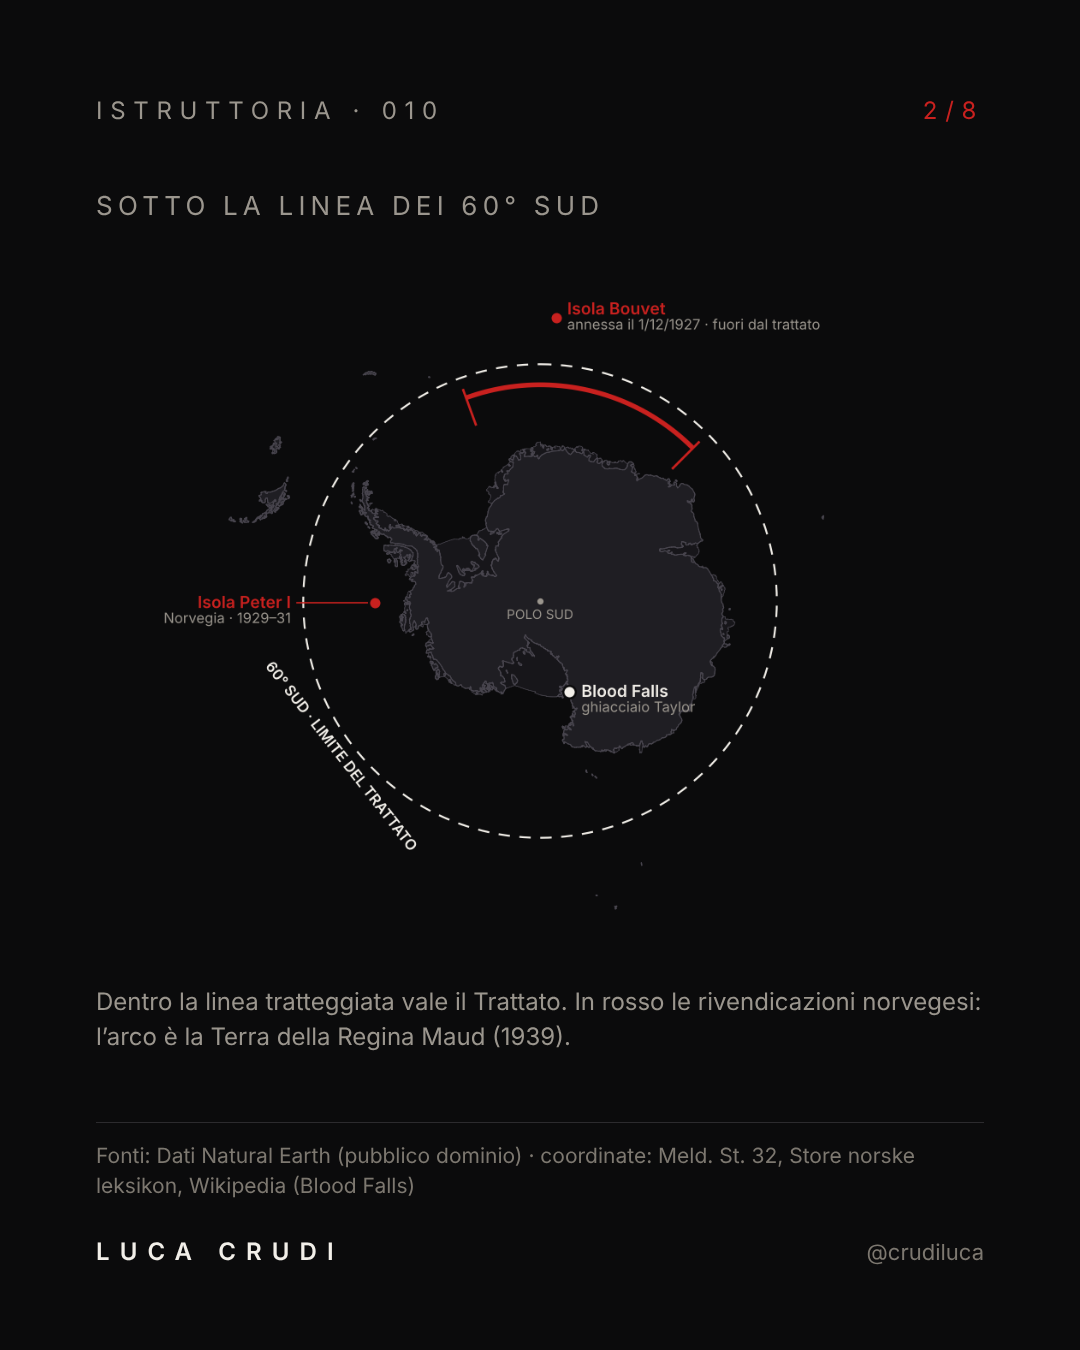 ISTRUTTORIA · 010
2/8
SOTTO LA LINEA DEI 60° SUD
Isola Bouvet
annessa il 1/12/1927 · fuori dal trattato
Isola Peter I
Norvegia · 1929–31
POLO SUD
Blood Falls
ghiacciaio Taylor
60° SUD · LIMITE DEL TRATTATO
Dentro la linea tratteggiata vale il Trattato. In rosso le rivendicazioni norvegesi:
l’arco è la Terra della Regina Maud (1939).
Fonti: Dati Natural Earth (pubblico dominio) · coordinate: Meld. St. 32, Store norske
leksikon, Wikipedia (Blood Falls)
LUCA CRUDI
@crudiluca